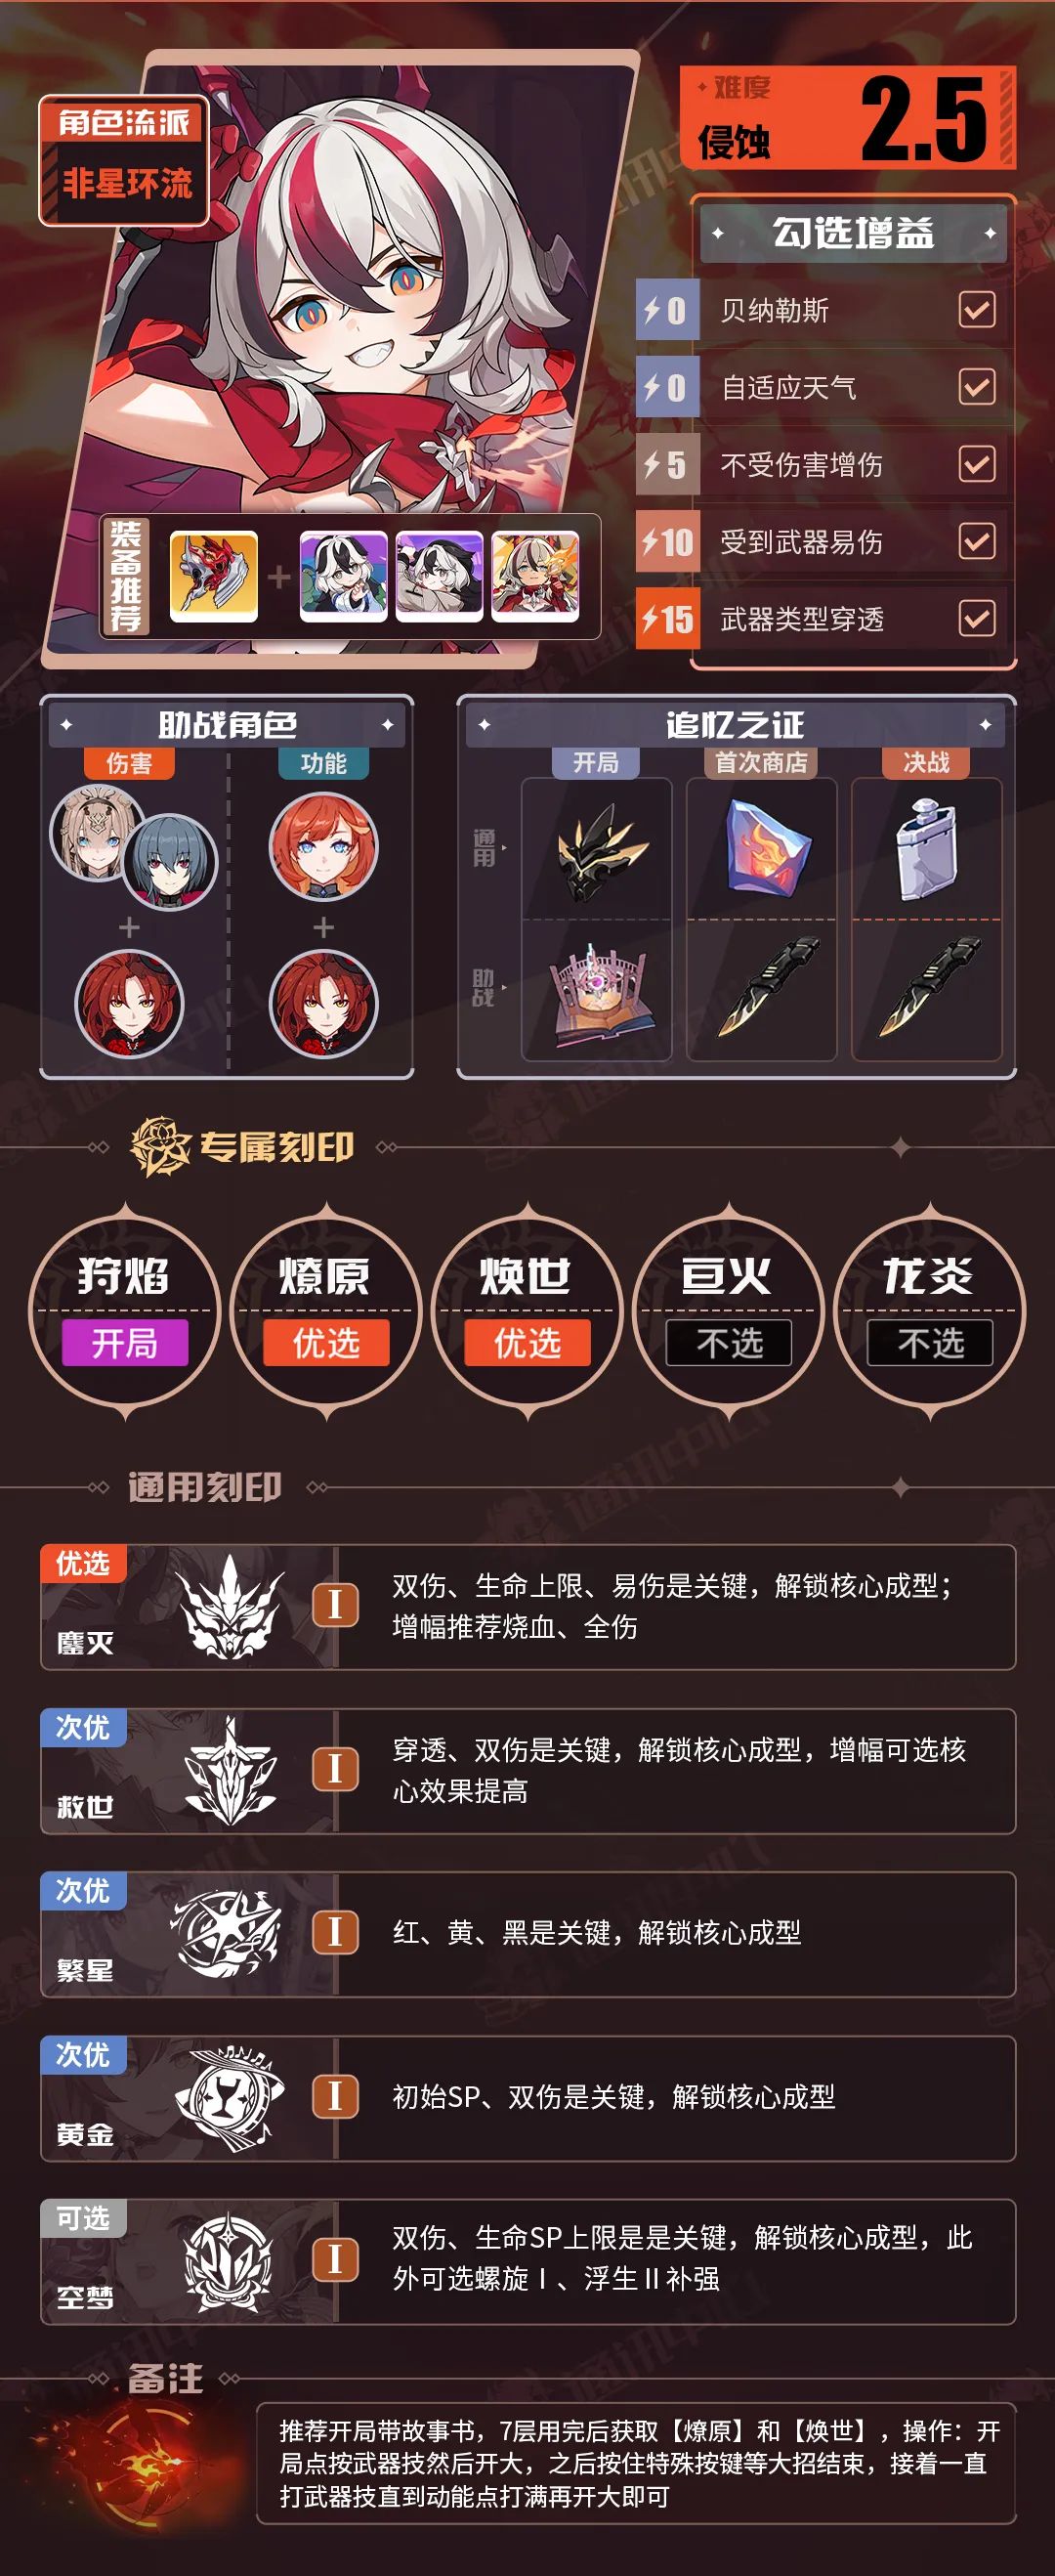 角色流派
非星环流
难度
侵蚀
2.5
勾选增益
0 贝纳勒斯
0 自适应天气
5 不受伤害增伤
10 受到武器易伤
15 武器类型穿透
装备推荐
助战角色
伤害
功能
追忆之证
开局
首次商店
决战
通用
助战
专属刻印
狩焰
开局
燎原
优选
焕世
优选
亘火
不选
龙炎
不选
通用刻印
优选
鏖灭
I
双伤、生命上限、易伤是关键，解锁核心成型；
增幅推荐烧血、全伤
次优
救世
I
穿透、双伤是关键，解锁核心成型，增幅可选核
心效果提高
次优
繁星
I
红、黄、黑是关键，解锁核心成型
次优
黄金
I
初始SP、双伤是关键，解锁核心成型
可选
空梦
I
双伤、生命SP上限是是关键，解锁核心成型，此
外可选螺旋Ⅰ、浮生Ⅱ补强
备注
推荐开局带故事书，7层用完后获取【燎原】和【焕世】，操作：开
局点按武器技然后开大，之后按住特殊按键等大招结束，接着一直
打武器技直到动能点打满再开大即可